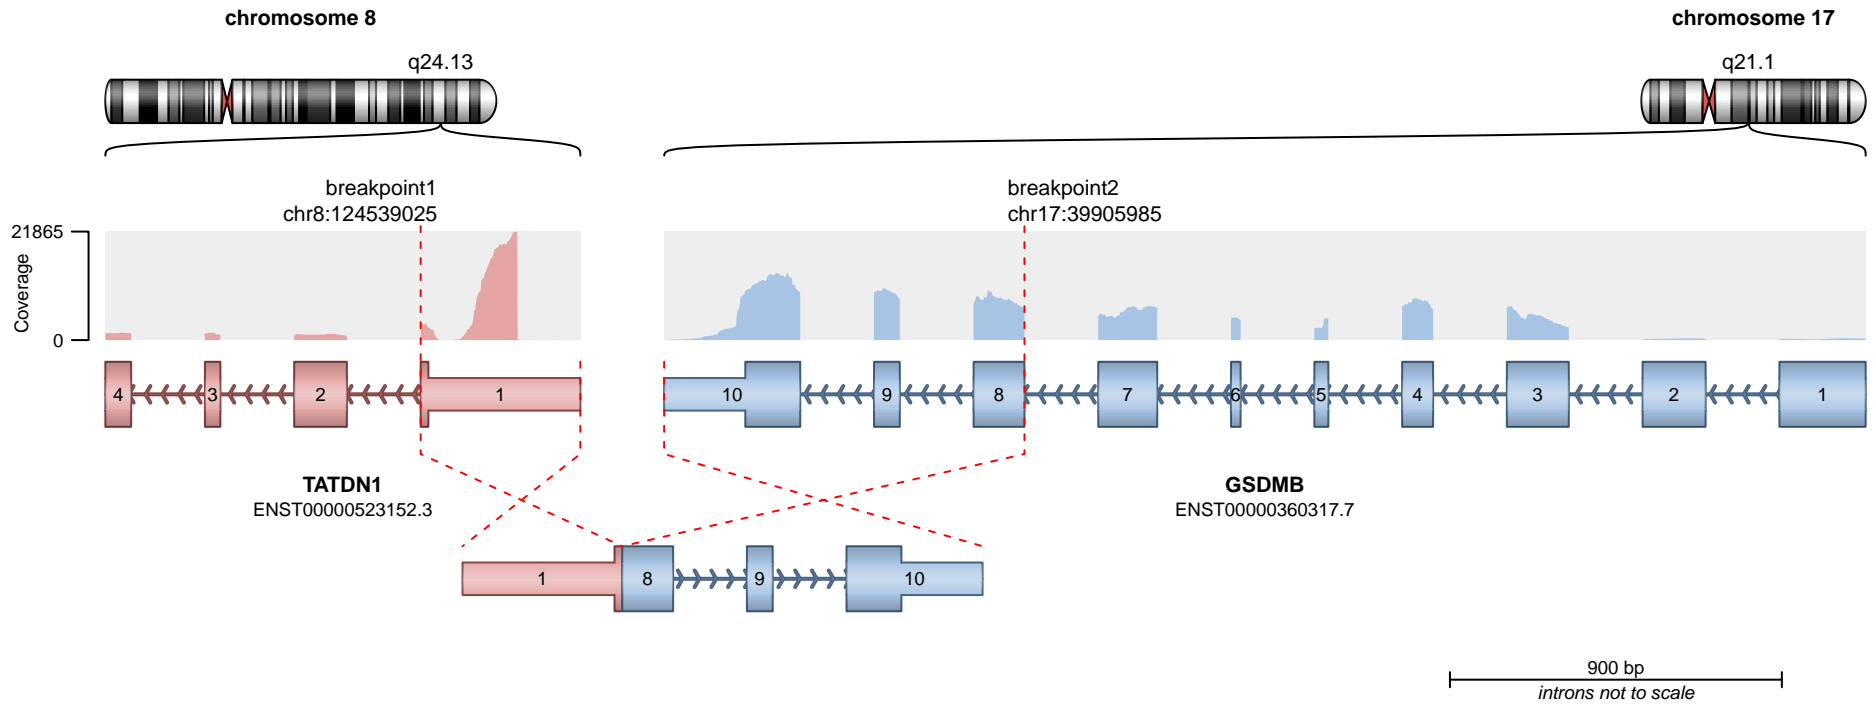 chromosome 8
chromosome 17
q24.13
q21.1
breakpoint1
chr8:124539025
breakpoint2
chr17:39905985
21865
Coverage
0
4 3 2 1
10 9 8 7 6 5 4 3 2 1
TATDN1
ENST00000523152.3
GSDMB
ENST00000360317.7
1 8 9 10
900 bp
introns not to scale